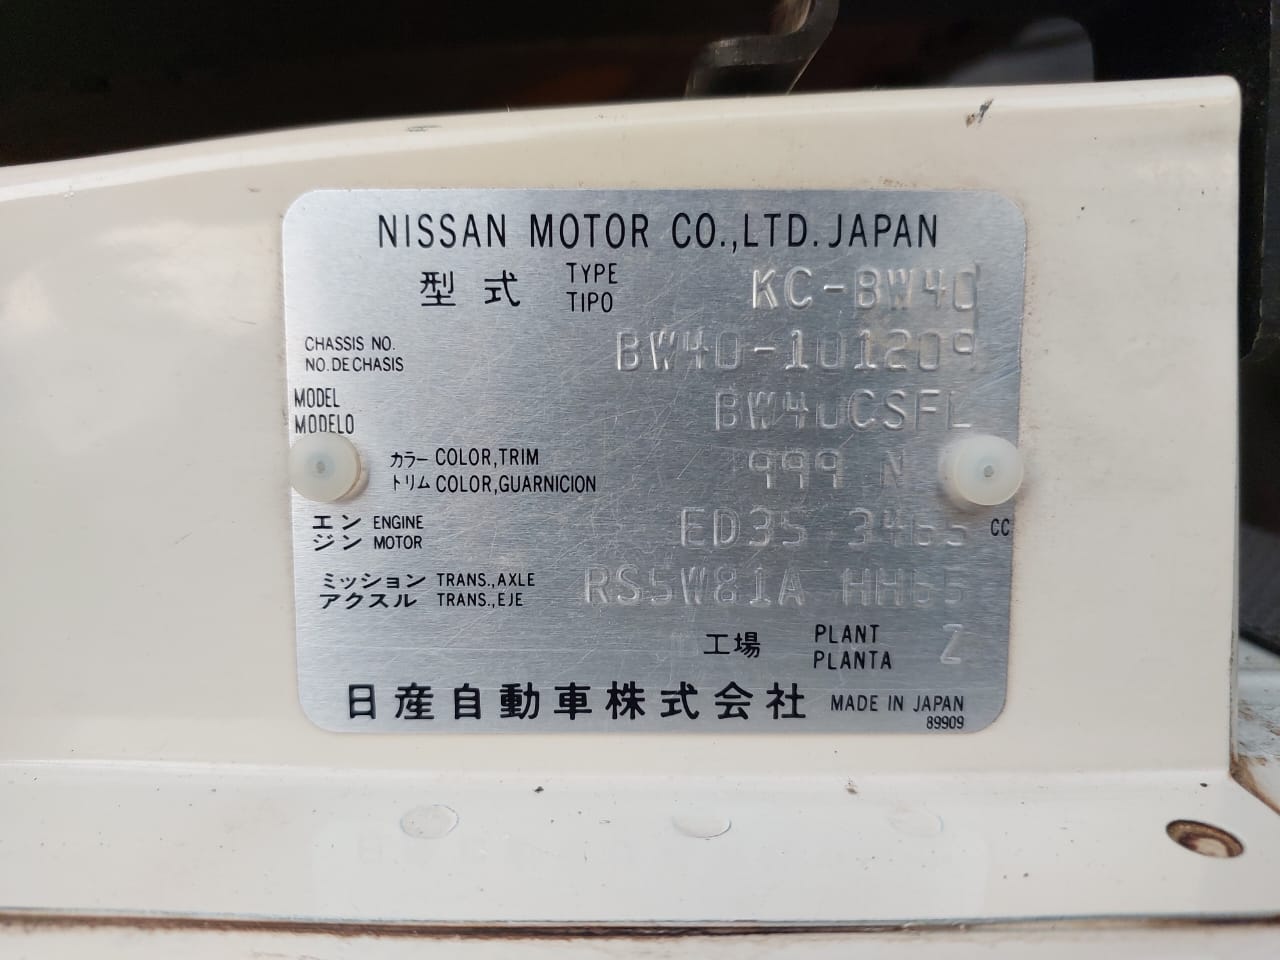 NISSAN MOTOR CO.,LTD. JAPAN
型式 TYPE TIPO KC-BW40
CHASSIS NO.
NO. DE CHASIS BW40-101209
MODEL
MODELO BW40CSFL
カラー COLOR,TRIM
トリム COLOR,GUARNICION 999 N
エン ENGINE
ジン MOTOR ED35 3465 CC
ミッション TRANS.,AXLE
アクスル TRANS.,EJE RS5W81A HH65
工場 PLANT PLANTA Z
日産自動車株式会社 MADE IN JAPAN
89909